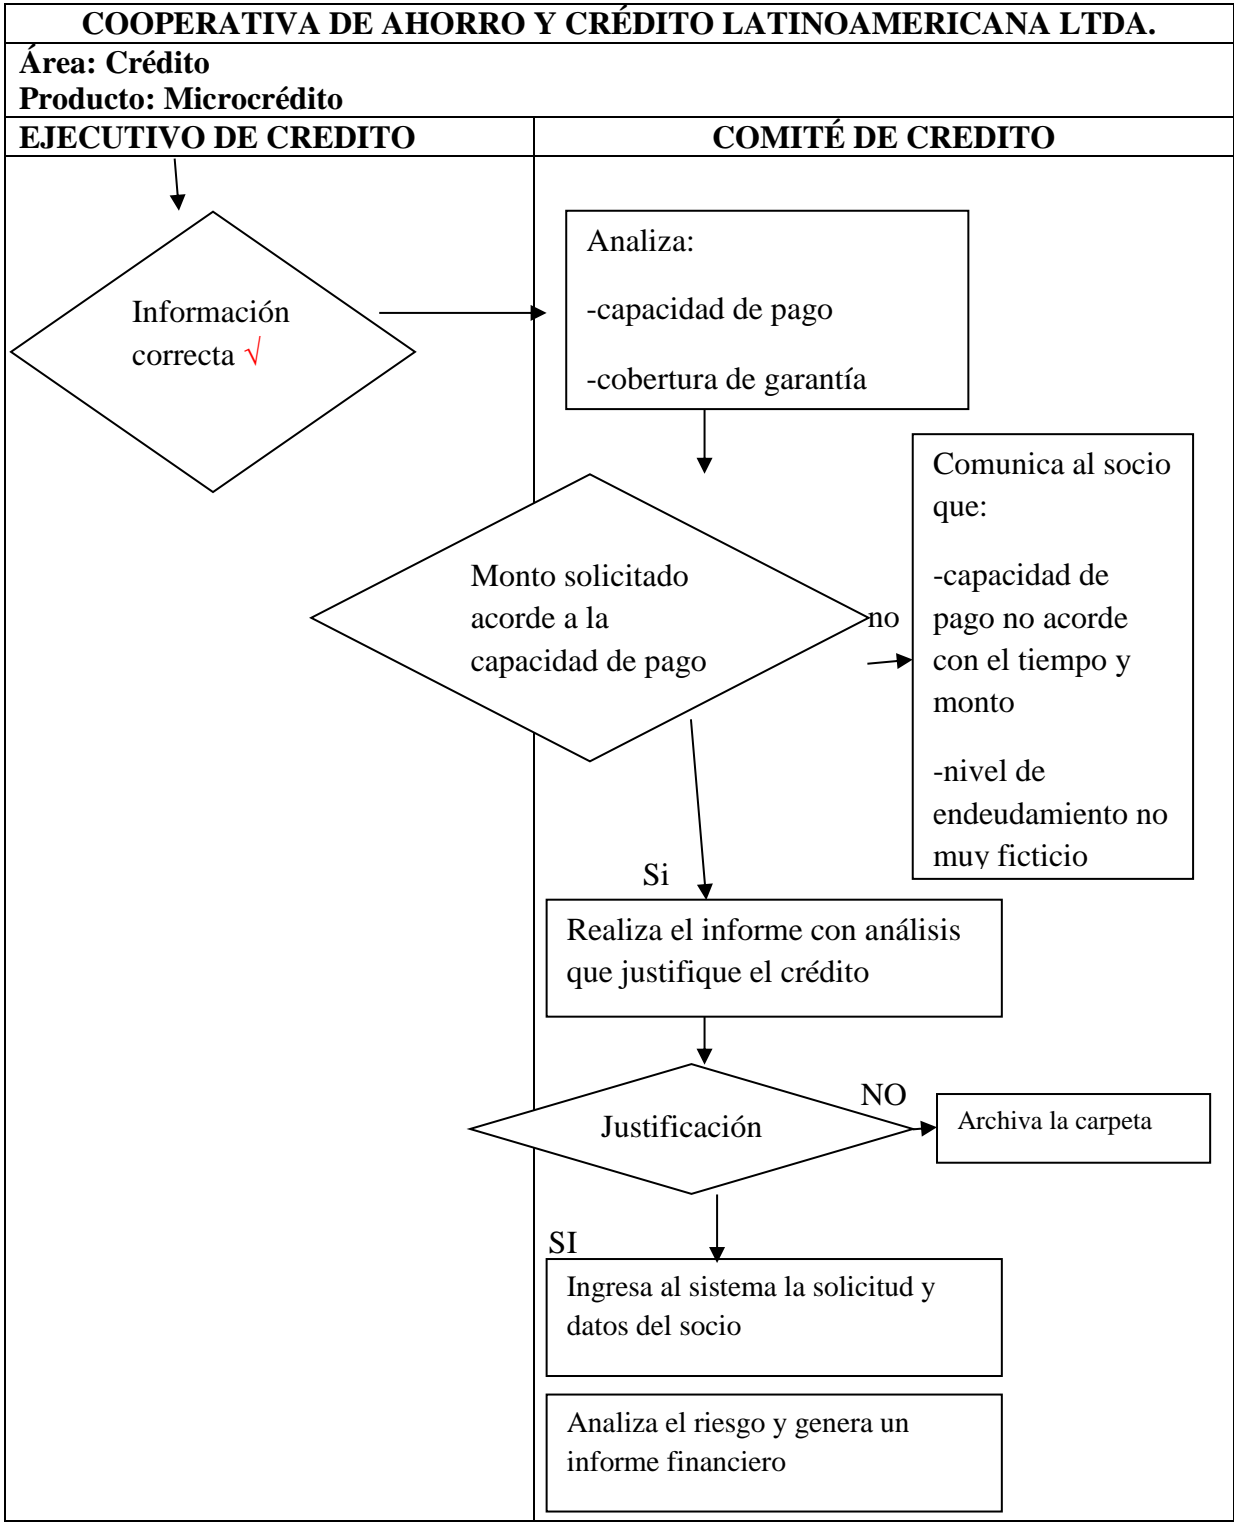 COOPERATIVA DE AHORRO Y CRÉDITO LATINOAMERICANA LTDA.
Área: Crédito
Producto: Microcrédito
EJECUTIVO DE CREDITO
COMITÉ DE CREDITO
Información
correcta √
Analiza:
-capacidad de pago
-cobertura de garantía
Monto solicitado
acorde a la
capacidad de pago
no
Comunica al socio
que:
-capacidad de
pago no acorde
con el tiempo y
monto
-nivel de
endeudamiento no
muy ficticio
Si
Realiza el informe con análisis
que justifique el crédito
Justificación
NO
Archiva la carpeta
SI
Ingresa al sistema la solicitud y
datos del socio
Analiza el riesgo y genera un
informe financiero